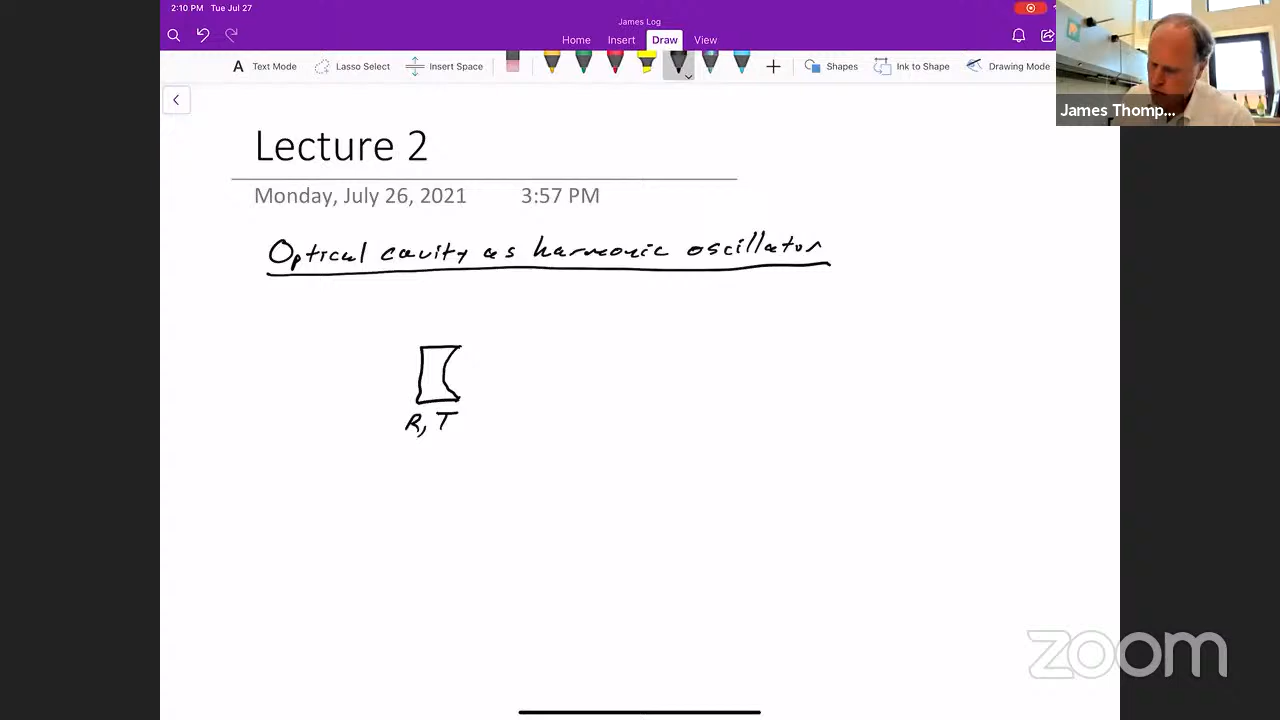 2:10 PM Tue Jul 27
James Log
Home Insert Draw View
A Text Mode Lasso Select Insert Space Shapes Ink to Shape Drawing Mode
James Thomp...
Lecture 2
Monday, July 26, 2021 3:57 PM
Optical cavity as harmonic oscillator
R, T
zoom